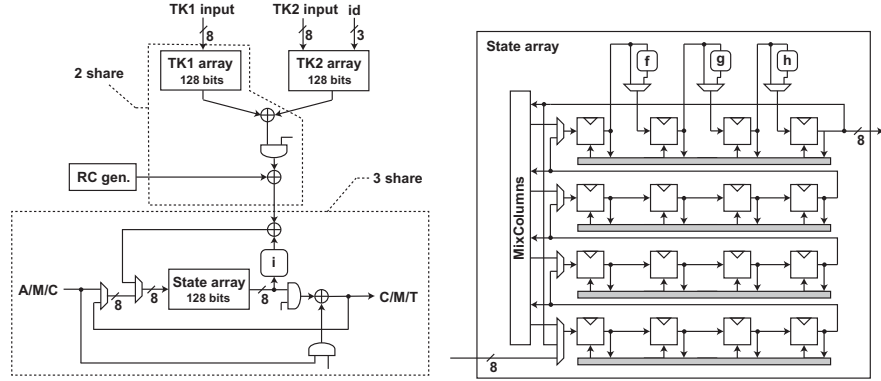 TK1 input
TK2 input
id
8
8
3
TK1 array
128 bits
TK2 array
128 bits
2 share
RC gen.
3 share
i
A/M/C
8
8
State array
128 bits
8
C/M/T
State array
f
g
h
MixColumns
8
8